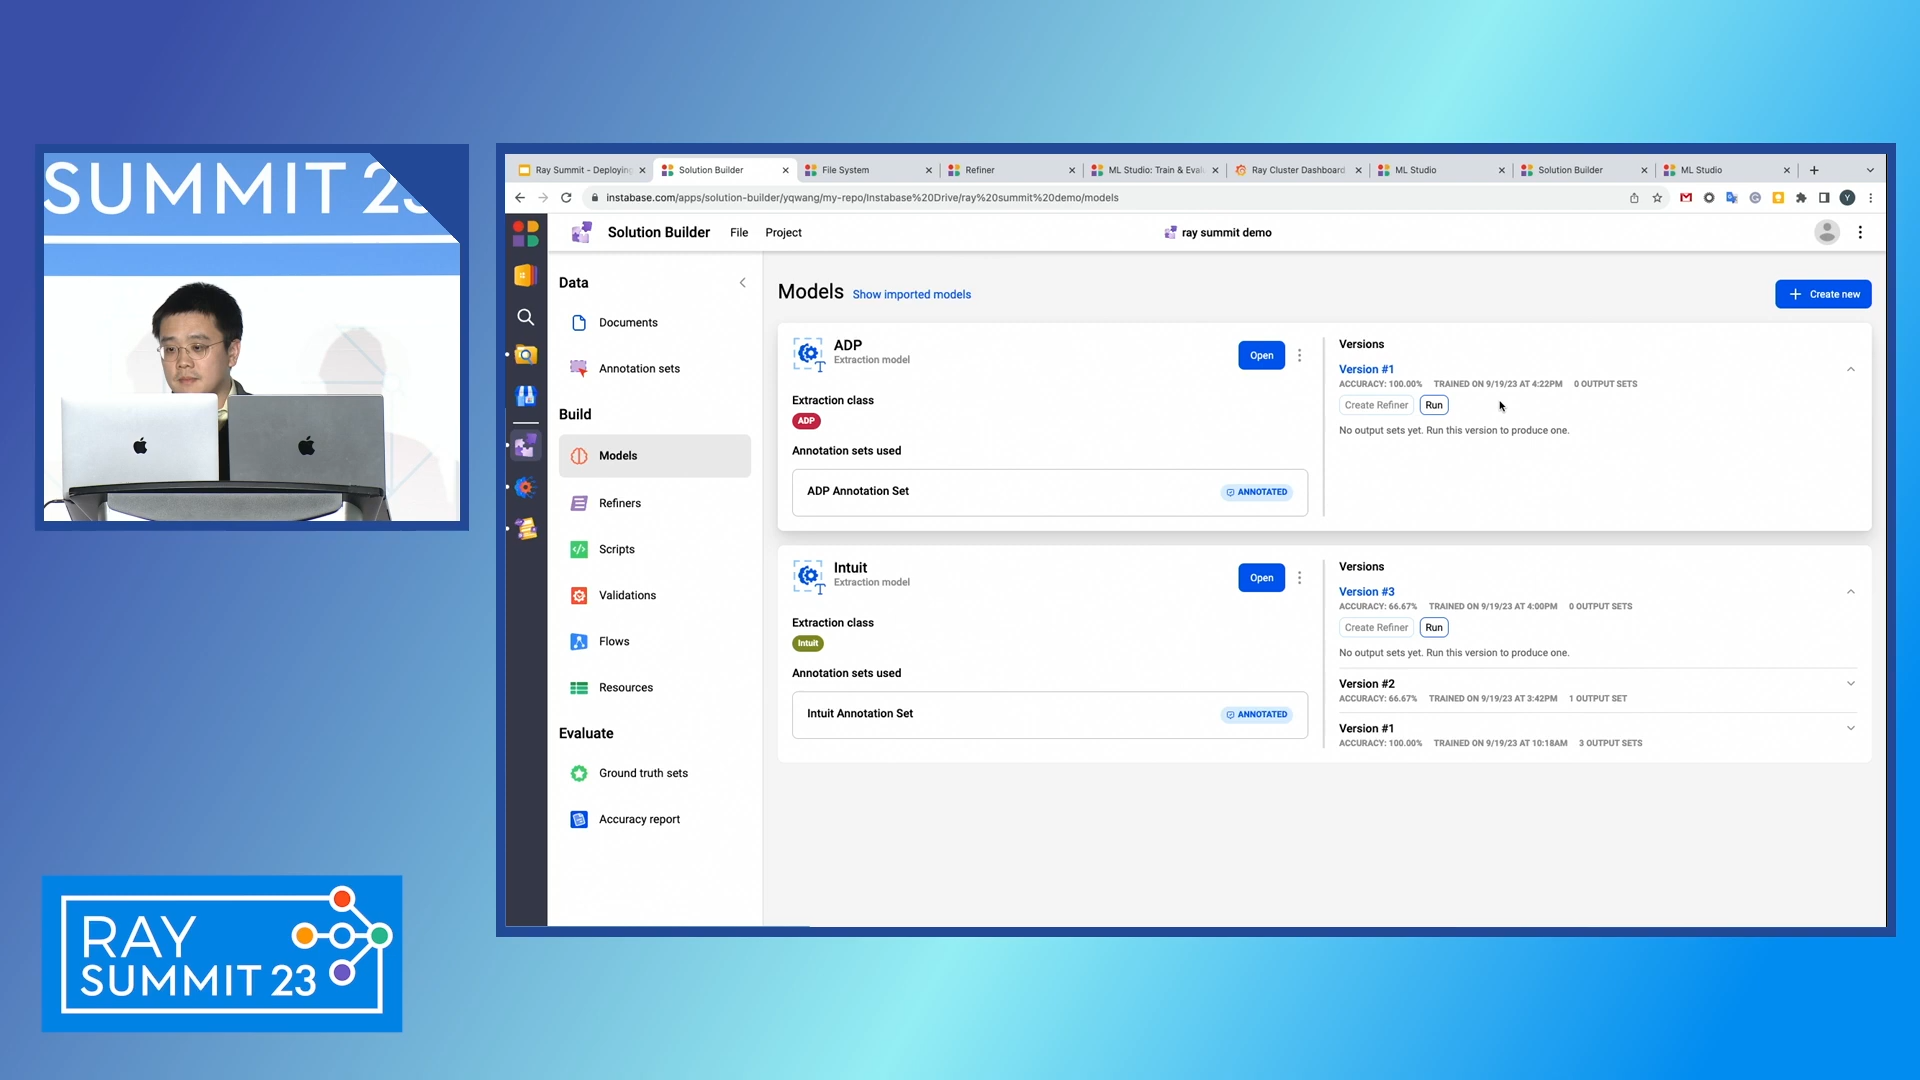 SUMMIT 2
RAY
SUMMIT 23
Ray Summit - Deploying
Solution Builder
File System
Refiner
ML Studio: Train & Evalu
Ray Cluster Dashboard
ML Studio
Solution Builder
ML Studio
instabase.com/apps/solution-builder/yqwang/my-repo/Instabase%20Drive/ray%20summit%20demo/models
Solution Builder
File
Project
ray summit demo
Data
Documents
Annotation sets
Build
Models
Refiners
Scripts
Validations
Flows
Resources
Evaluate
Ground truth sets
Accuracy report
Models
Show imported models
+ Create new
ADP
Extraction model
Open
Extraction class
ADP
Annotation sets used
ADP Annotation Set
ANNOTATED
Versions
Version #1
ACCURACY: 100.00% TRAINED ON 9/19/23 AT 4:22PM 0 OUTPUT SETS
Create Refiner
Run
No output sets yet. Run this version to produce one.
Intuit
Extraction model
Open
Extraction class
Intuit
Annotation sets used
Intuit Annotation Set
ANNOTATED
Versions
Version #3
ACCURACY: 66.67% TRAINED ON 9/19/23 AT 4:00PM 0 OUTPUT SETS
Create Refiner
Run
No output sets yet. Run this version to produce one.
Version #2
ACCURACY: 66.67% TRAINED ON 9/19/23 AT 3:42PM 1 OUTPUT SET
Version #1
ACCURACY: 100.00% TRAINED ON 9/19/23 AT 10:18AM 3 OUTPUT SETS